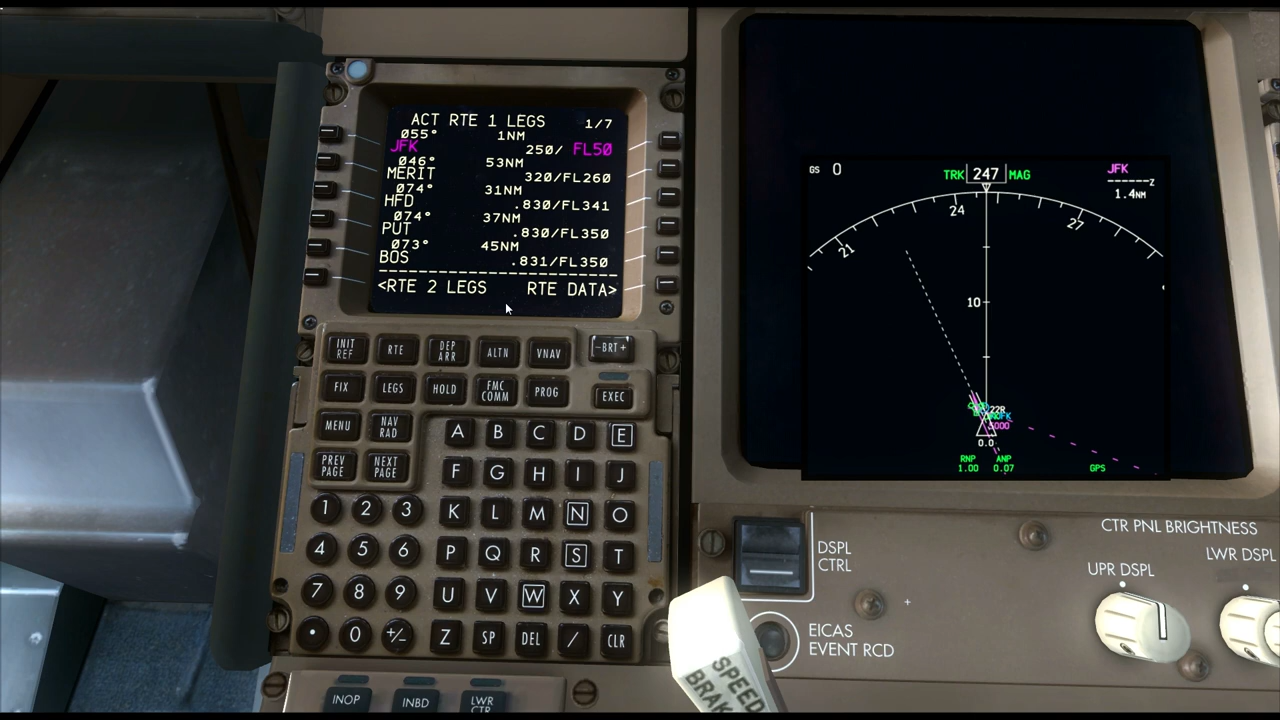 ACT RTE 1 LEGS 1/7
055° 1NM
JFK 250/ FL50
046° 53NM
MERIT 320/FL260
074° 31NM
HFD .830/FL341
074° 37NM
PUT .830/FL350
073° 45NM
BOS .831/FL350
<RTE 2 LEGS RTE DATA>
INIT REF
RTE
DEP ARR
ALTN
VNAV
-BRT+
FIX
LEGS
HOLD
FMC COMM
PROG
EXEC
MENU
NAV RAD
PREV PAGE
NEXT PAGE
A B C D E
F G H I J
K L M N O
P Q R S T
U V W X Y
Z SP DEL / CLR
1 2 3
4 5 6
7 8 9
. 0 +/-
INOP
INBD
LWR CTR
GS 0
TRK 247 MAG
JFK
------Z
1.4NM
21
24
27
10
22R
5000
0.0
RNP
1.00
ANP
0.07
GPS
DSPL CTRL
EICAS EVENT RCD
CTR PNL BRIGHTNESS
UPR DSPL
LWR DSPL
SPEED
BRAK